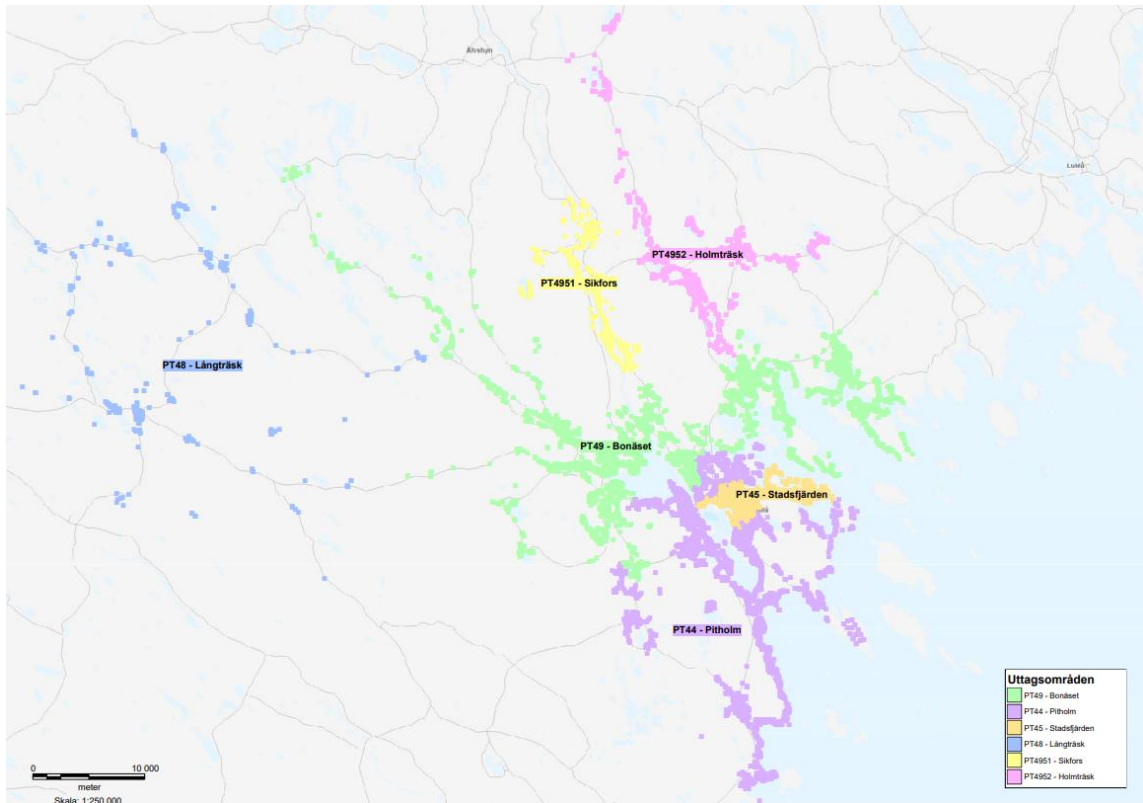 Älvsbyn
Luleå
PT4952 - Holmträsk
PT4951 - Sikfors
PT48 - Långträsk
PT49 - Bonäset
PT45 - Stadsfjärden
PT44 - Pitholm
Uttagsområden
PT49 - Bonäset
PT44 - Pitholm
PT45 - Stadsfjärden
PT48 - Långträsk
PT4951 - Sikfors
PT4952 - Holmträsk
0 10 000
meter
Skala: 1:250 000